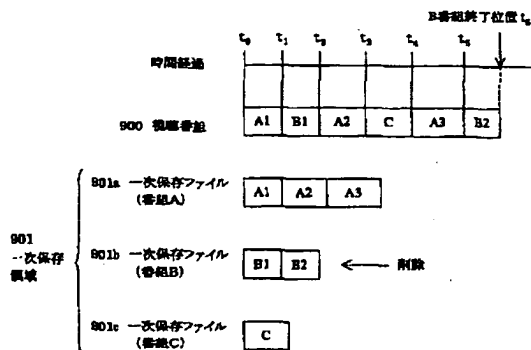 B番組終了位置 t6
t0 t1 t2 t3 t4 t5
時間経過
900 視聴番組
A1 B1 A2 C A3 B2
801a 一次保存ファイル
(番組A)
A1 A2 A3
901
一次保存
領域
801b 一次保存ファイル
(番組B)
B1 B2
削除
801c 一次保存ファイル
(番組C)
C